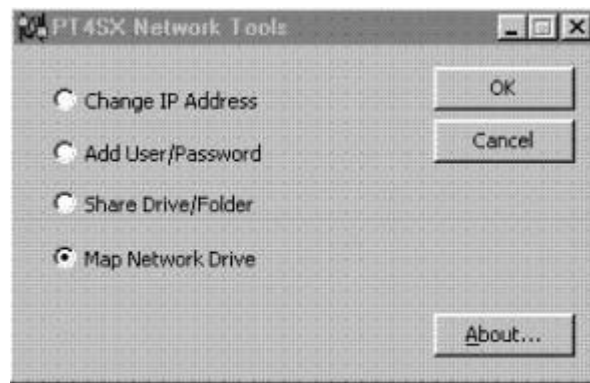 PT4SX Network Tools
Change IP Address
OK
Add User/Password
Cancel
Share Drive/Folder
Map Network Drive
About...